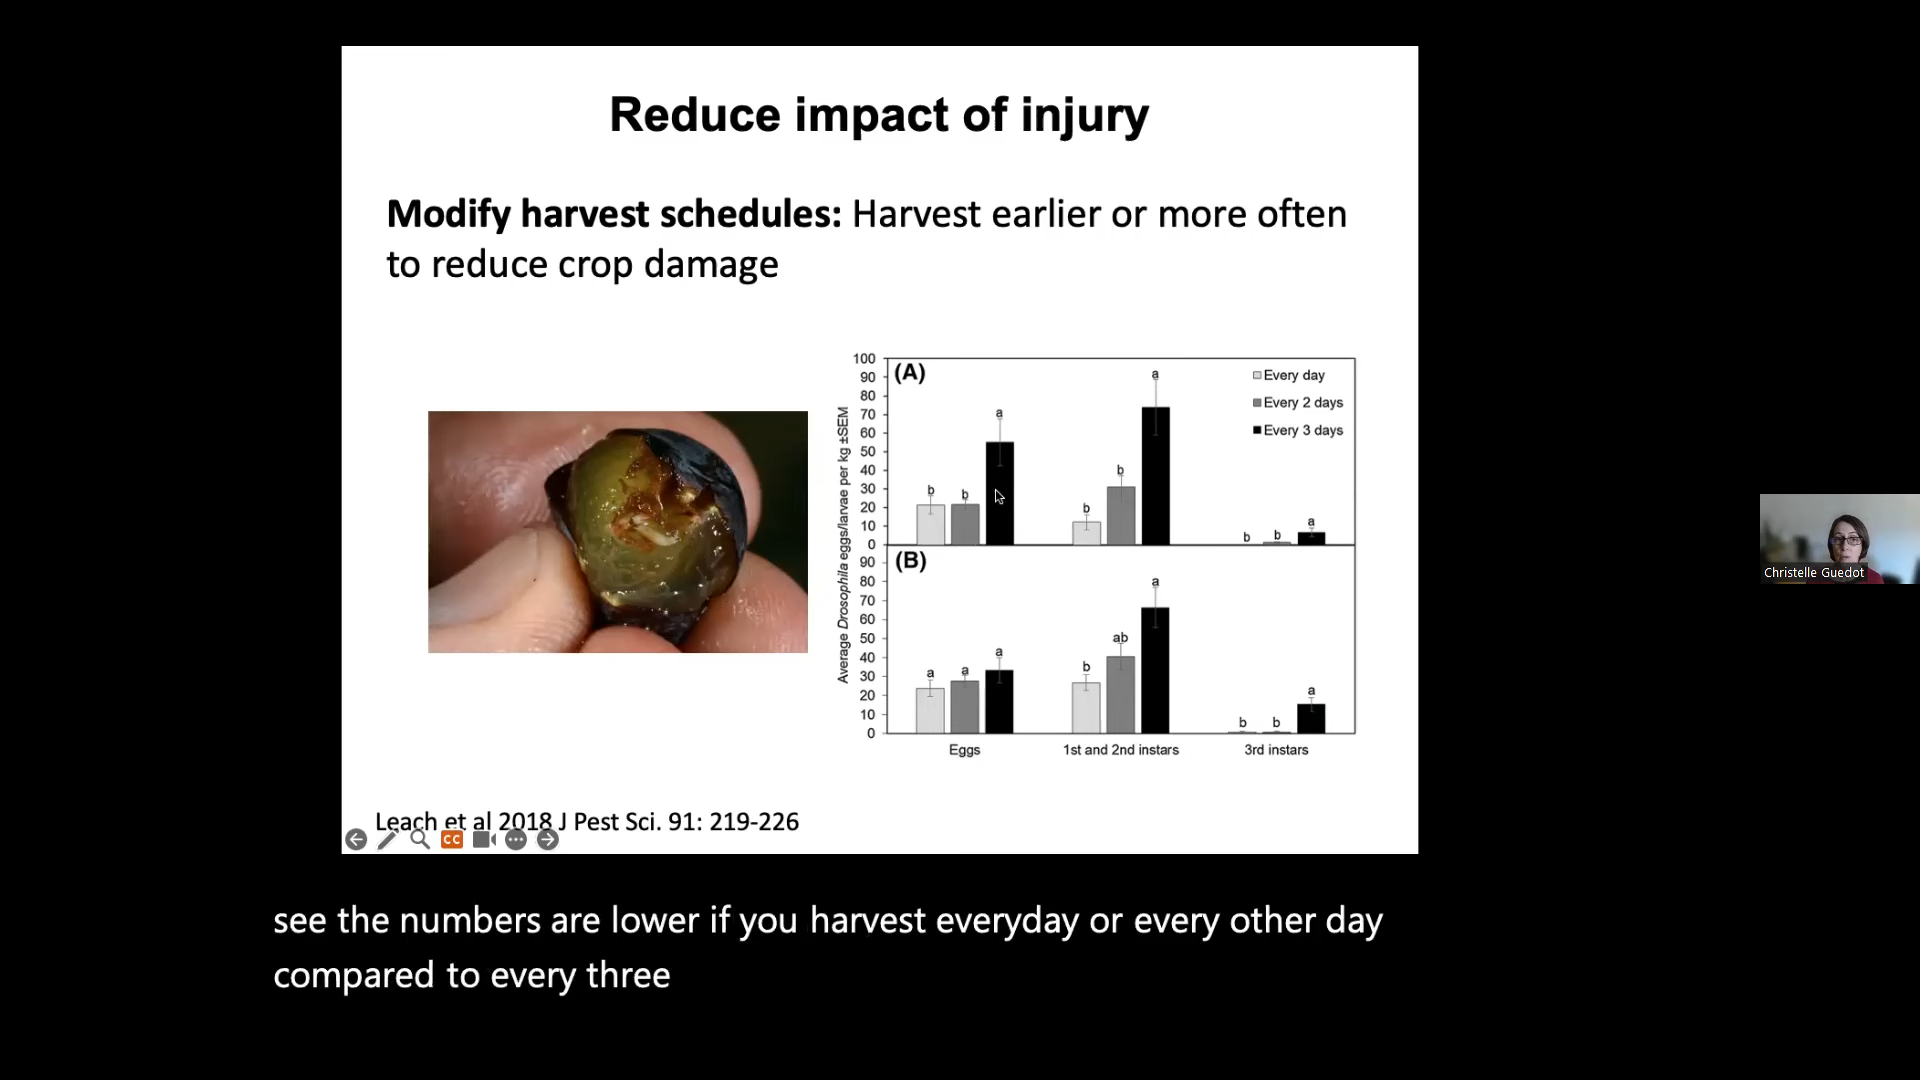 Reduce impact of injury
Modify harvest schedules: Harvest earlier or more often
to reduce crop damage
Average Drosophila eggs/larvae per kg ±SEM
100
90
80
70
60
50
40
30
20
10
0
(A)
Every day
Every 2 days
Every 3 days
b
b
a
b
b
a
b
b
a
90
80
70
60
50
40
30
20
10
0
(B)
a
a
a
b
ab
a
b
b
a
Eggs
1st and 2nd instars
3rd instars
Leach et al 2018 J Pest Sci. 91: 219-226
CC
Christelle Guedot
see the numbers are lower if you harvest everyday or every other day
compared to every three